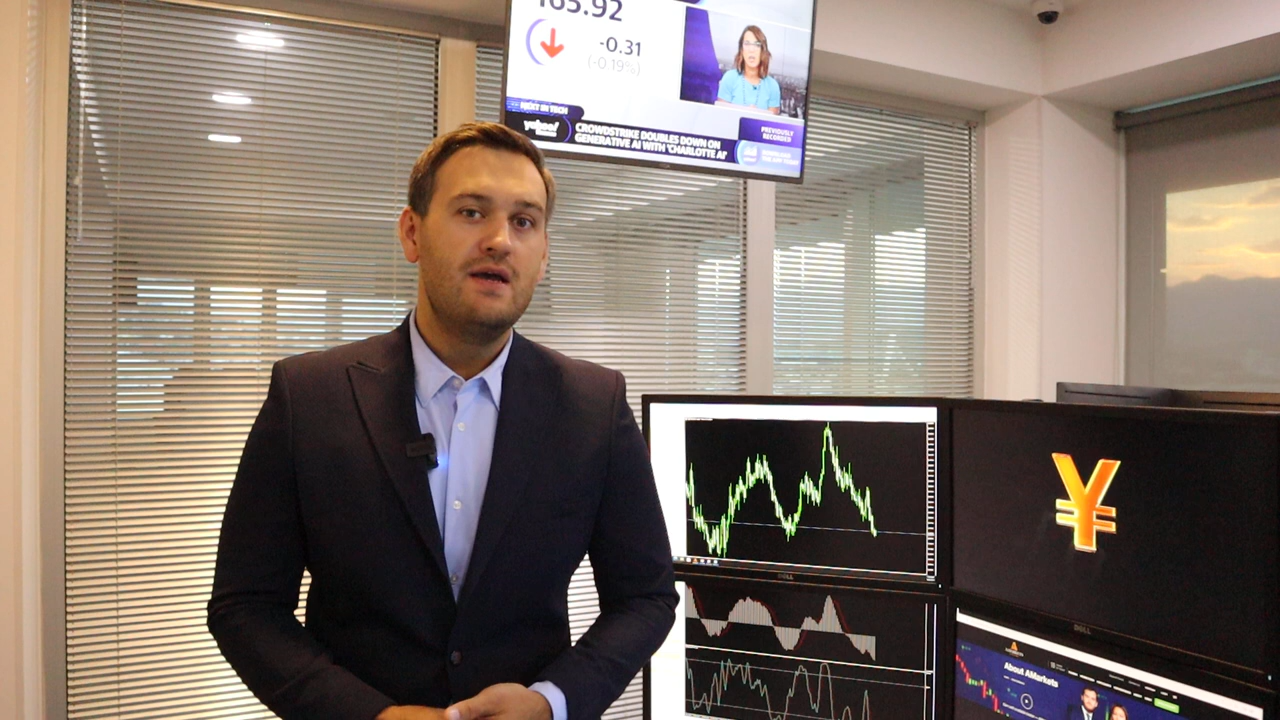 163.92
-0.31
(-0.19%)
NEXT IN TECH
yahoo!
CROWDSTRIKE DOUBLES DOWN ON
GENERATIVE AI WITH 'CHARLOTTE AI'
PREVIOUSLY
RECORDED
¥
DELL
DELL
About AMarkets